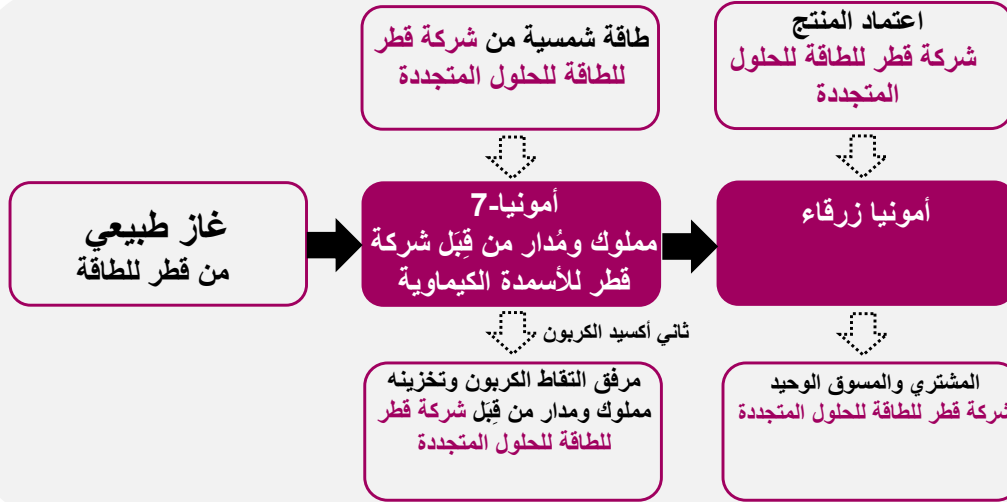 اعتماد المنتج
شركة قطر للطاقة للحلول
المتجددة
طاقة شمسية من شركة قطر
للطاقة للحلول المتجددة
غاز طبيعي
من قطر للطاقة
أمونيا-7
مملوك ومُدار من قِبَل شركة
قطر للأسمدة الكيماوية
أمونيا زرقاء
ثاني أكسيد الكربون
مرفق التقاط الكربون وتخزينه
مملوك ومدار من قِبَل شركة قطر
للطاقة للحلول المتجددة
المشتري والمسوق الوحيد
شركة قطر للطاقة للحلول المتجددة